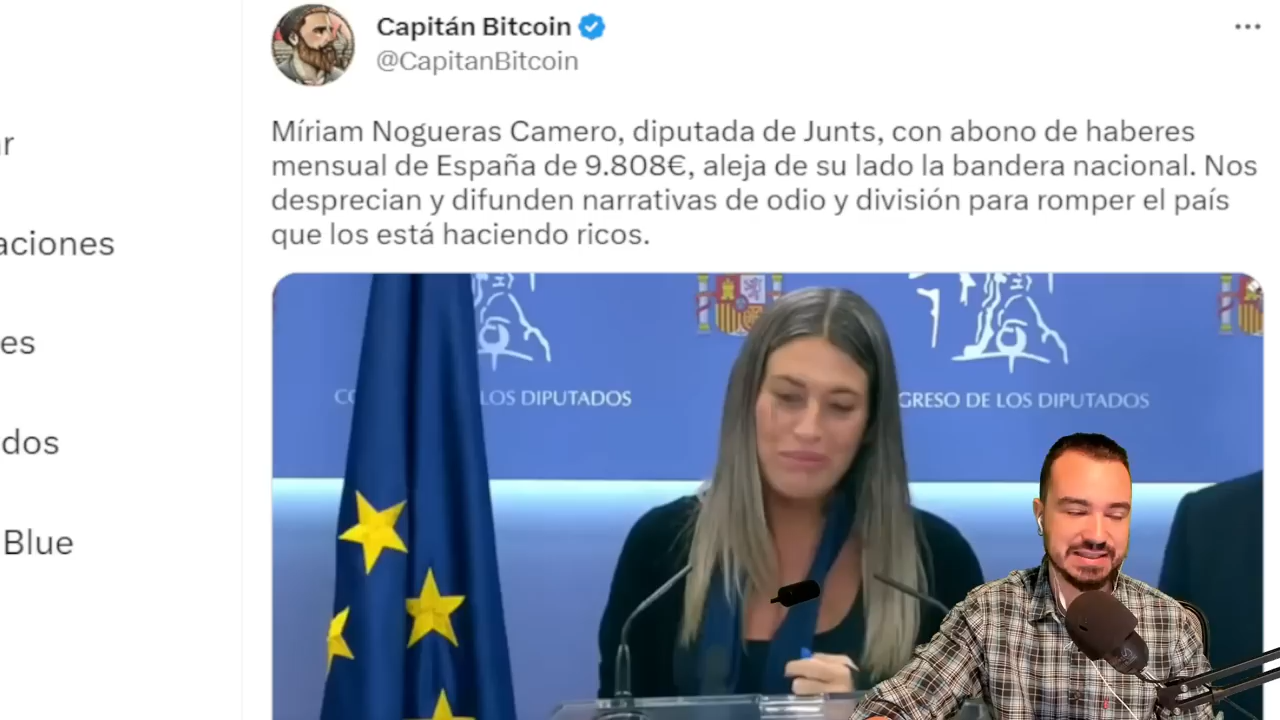 Capitán Bitcoin
@CapitanBitcoin
Míriam Nogueras Camero, diputada de Junts, con abono de haberes
mensual de España de 9.808€, aleja de su lado la bandera nacional. Nos
desprecian y difunden narrativas de odio y división para romper el país
que los está haciendo ricos.
r
aciones
es
dos
Blue
LOS DIPUTADOS
GRESO DE LOS DIPUTADOS